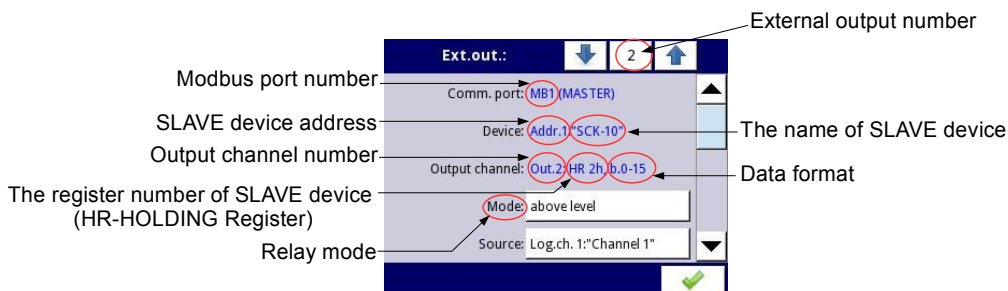 External output number
Ext.out.: 2
Modbus port number
Comm. port: MB1 (MASTER)
SLAVE device address
Device: Addr.1:"SCK-10"
The name of SLAVE device
Output channel number
Output channel: Out.2: HR 2h, b.0-15
Data format
The register number of SLAVE device
(HR-HOLDING Register)
Mode: above level
Relay mode
Source: Log.ch. 1:"Channel 1"